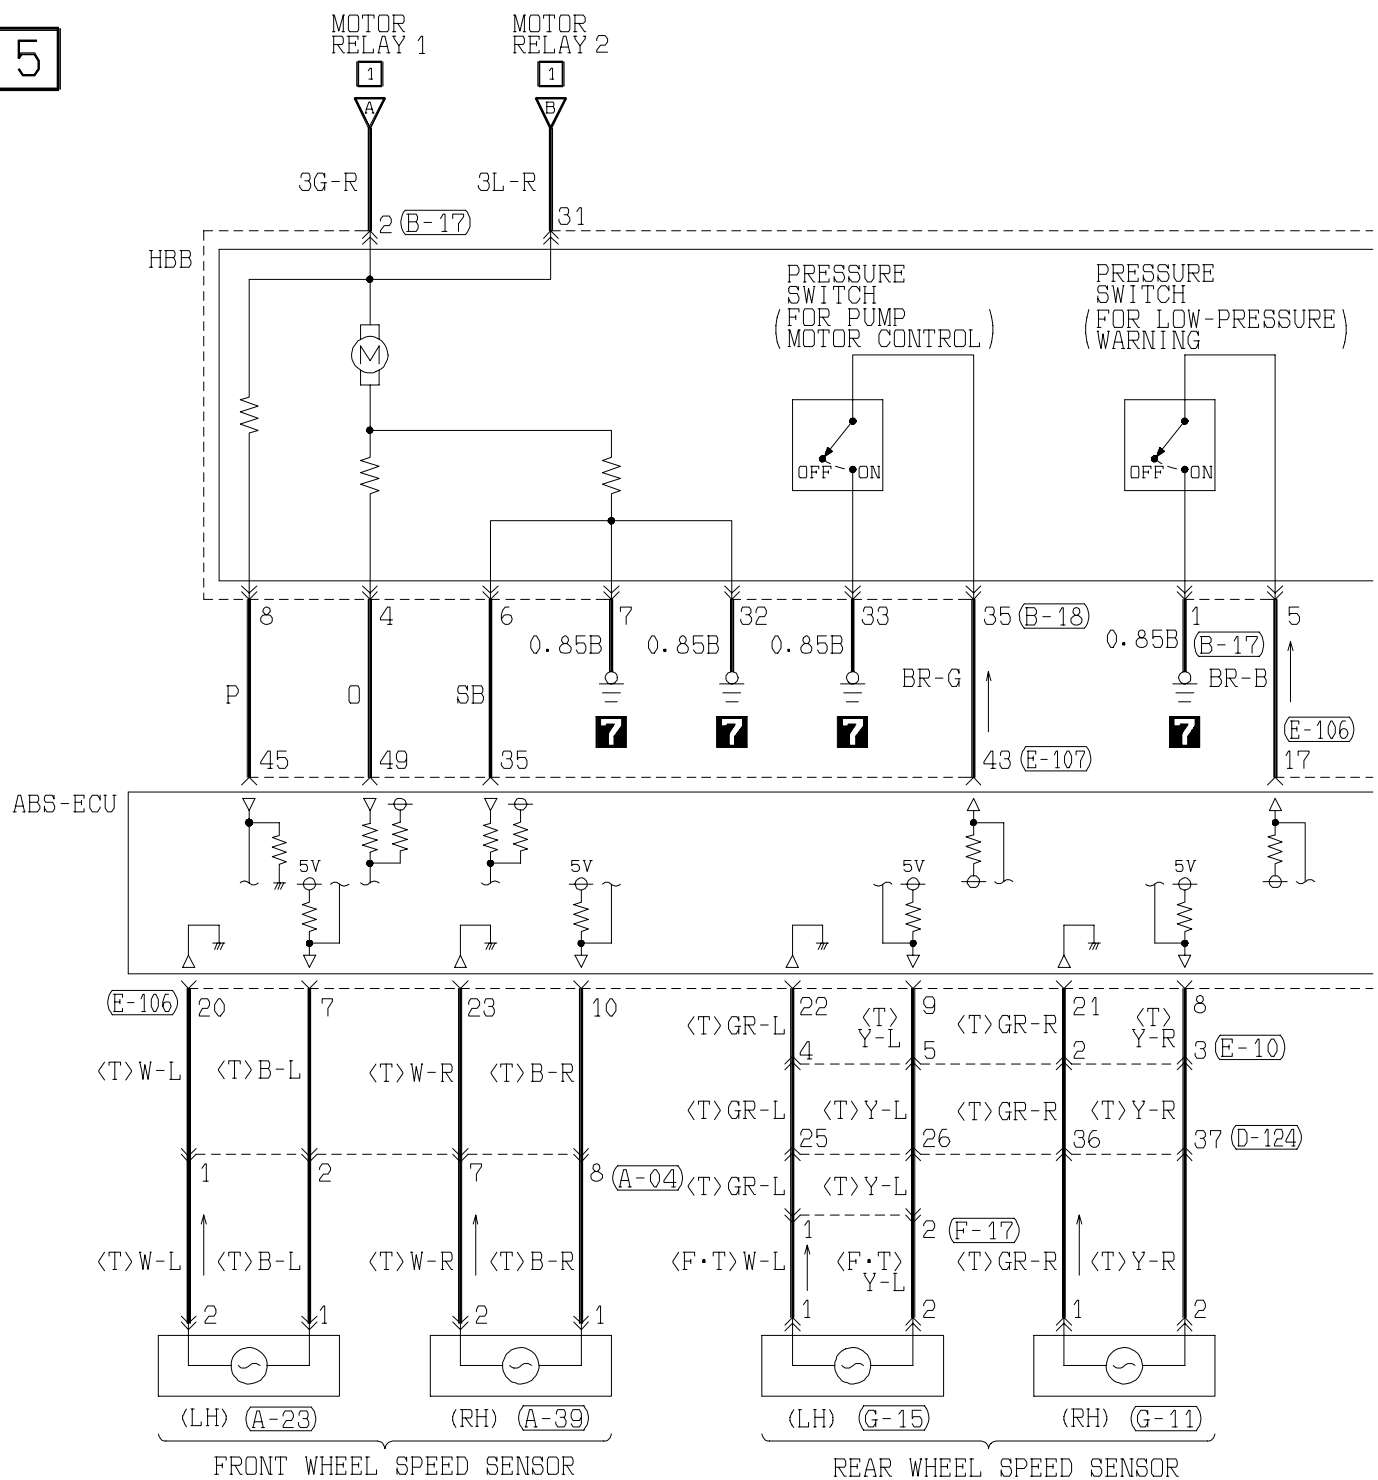 5
MOTOR
RELAY 1
MOTOR
RELAY 2
1
1
A
B
3G-R
3L-R
2 (B-17)
31
HBB
PRESSURE
SWITCH
(FOR PUMP
MOTOR CONTROL)
PRESSURE
SWITCH
(FOR LOW-PRESSURE)
WARNING
M
OFF ON
OFF ON
8 4 6 7 32 33 35 (B-18) 1 5
0.85B 0.85B 0.85B 0.85B (B-17)
P O SB BR-G BR-B
7 7 7 7
(E-106)
45 49 35 43 (E-107) 17
ABS-ECU
5V 5V 5V 5V
(E-106) 20 7 23 10 22 9 21 8
<T>GR-L <T>
Y-L <T>GR-R <T>
Y-R
4 5 2 3 (E-10)
<T>W-L <T>B-L <T>W-R <T>B-R
<T>GR-L <T>Y-L <T>GR-R <T>Y-R
25 26 36 37 (D-124)
1 2 7 8 (A-04)
<T>GR-L <T>Y-L
1 2 (F-17)
<T>W-L <T>B-L <T>W-R <T>B-R <F·T>W-L <F·T>
Y-L <T>GR-R <T>Y-R
2 1 2 1 1 2 1 2
(LH) (A-23) (RH) (A-39) (LH) (G-15) (RH) (G-11)
FRONT WHEEL SPEED SENSOR
REAR WHEEL SPEED SENSOR